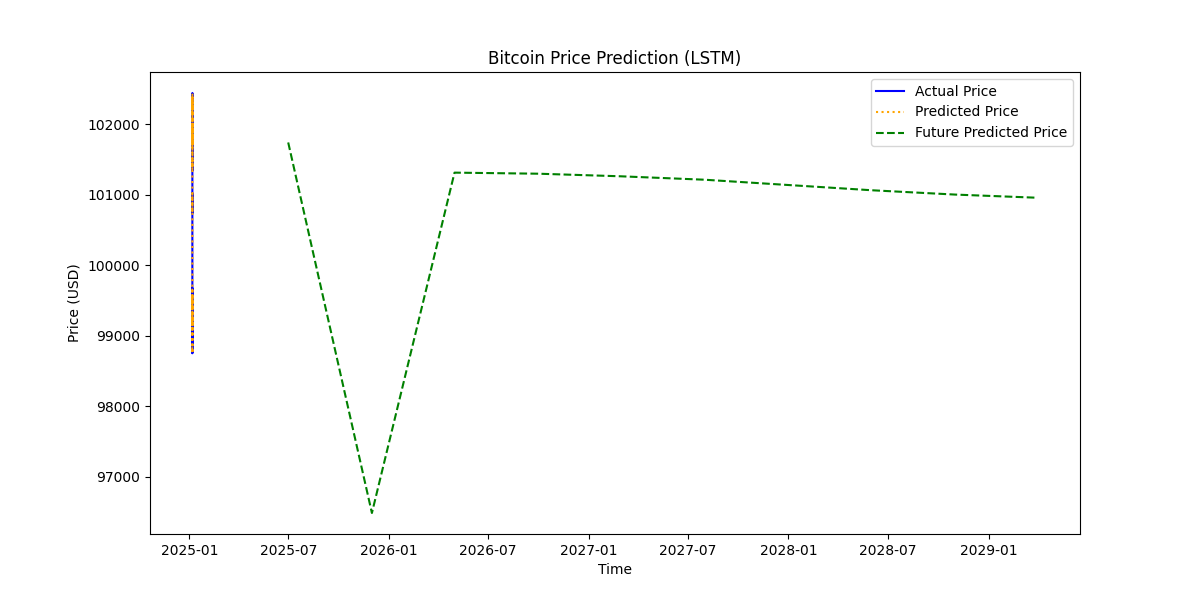 Bitcoin Price Prediction (LSTM)
Actual Price
Predicted Price
Future Predicted Price
102000
101000
100000
99000
98000
97000
Price (USD)
2025-01 2025-07 2026-01 2026-07 2027-01 2027-07 2028-01 2028-07 2029-01
Time